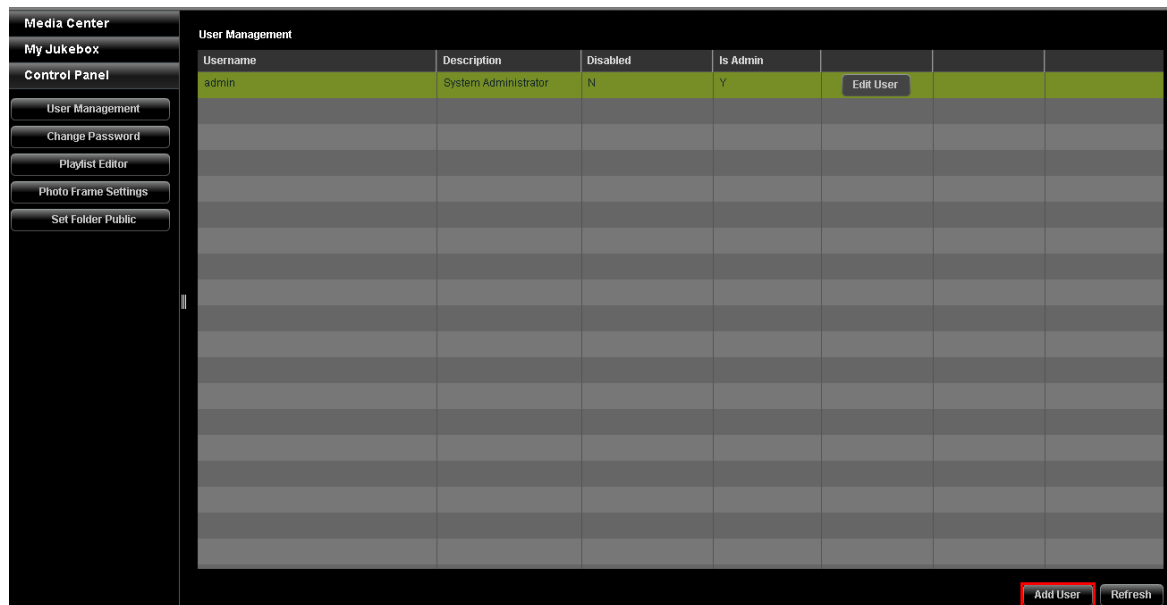 Media Center
My Jukebox
Control Panel
User Management
Change Password
Playlist Editor
Photo Frame Settings
Set Folder Public
User Management
Username Description Disabled Is Admin
admin System Administrator N Y Edit User
Add User Refresh